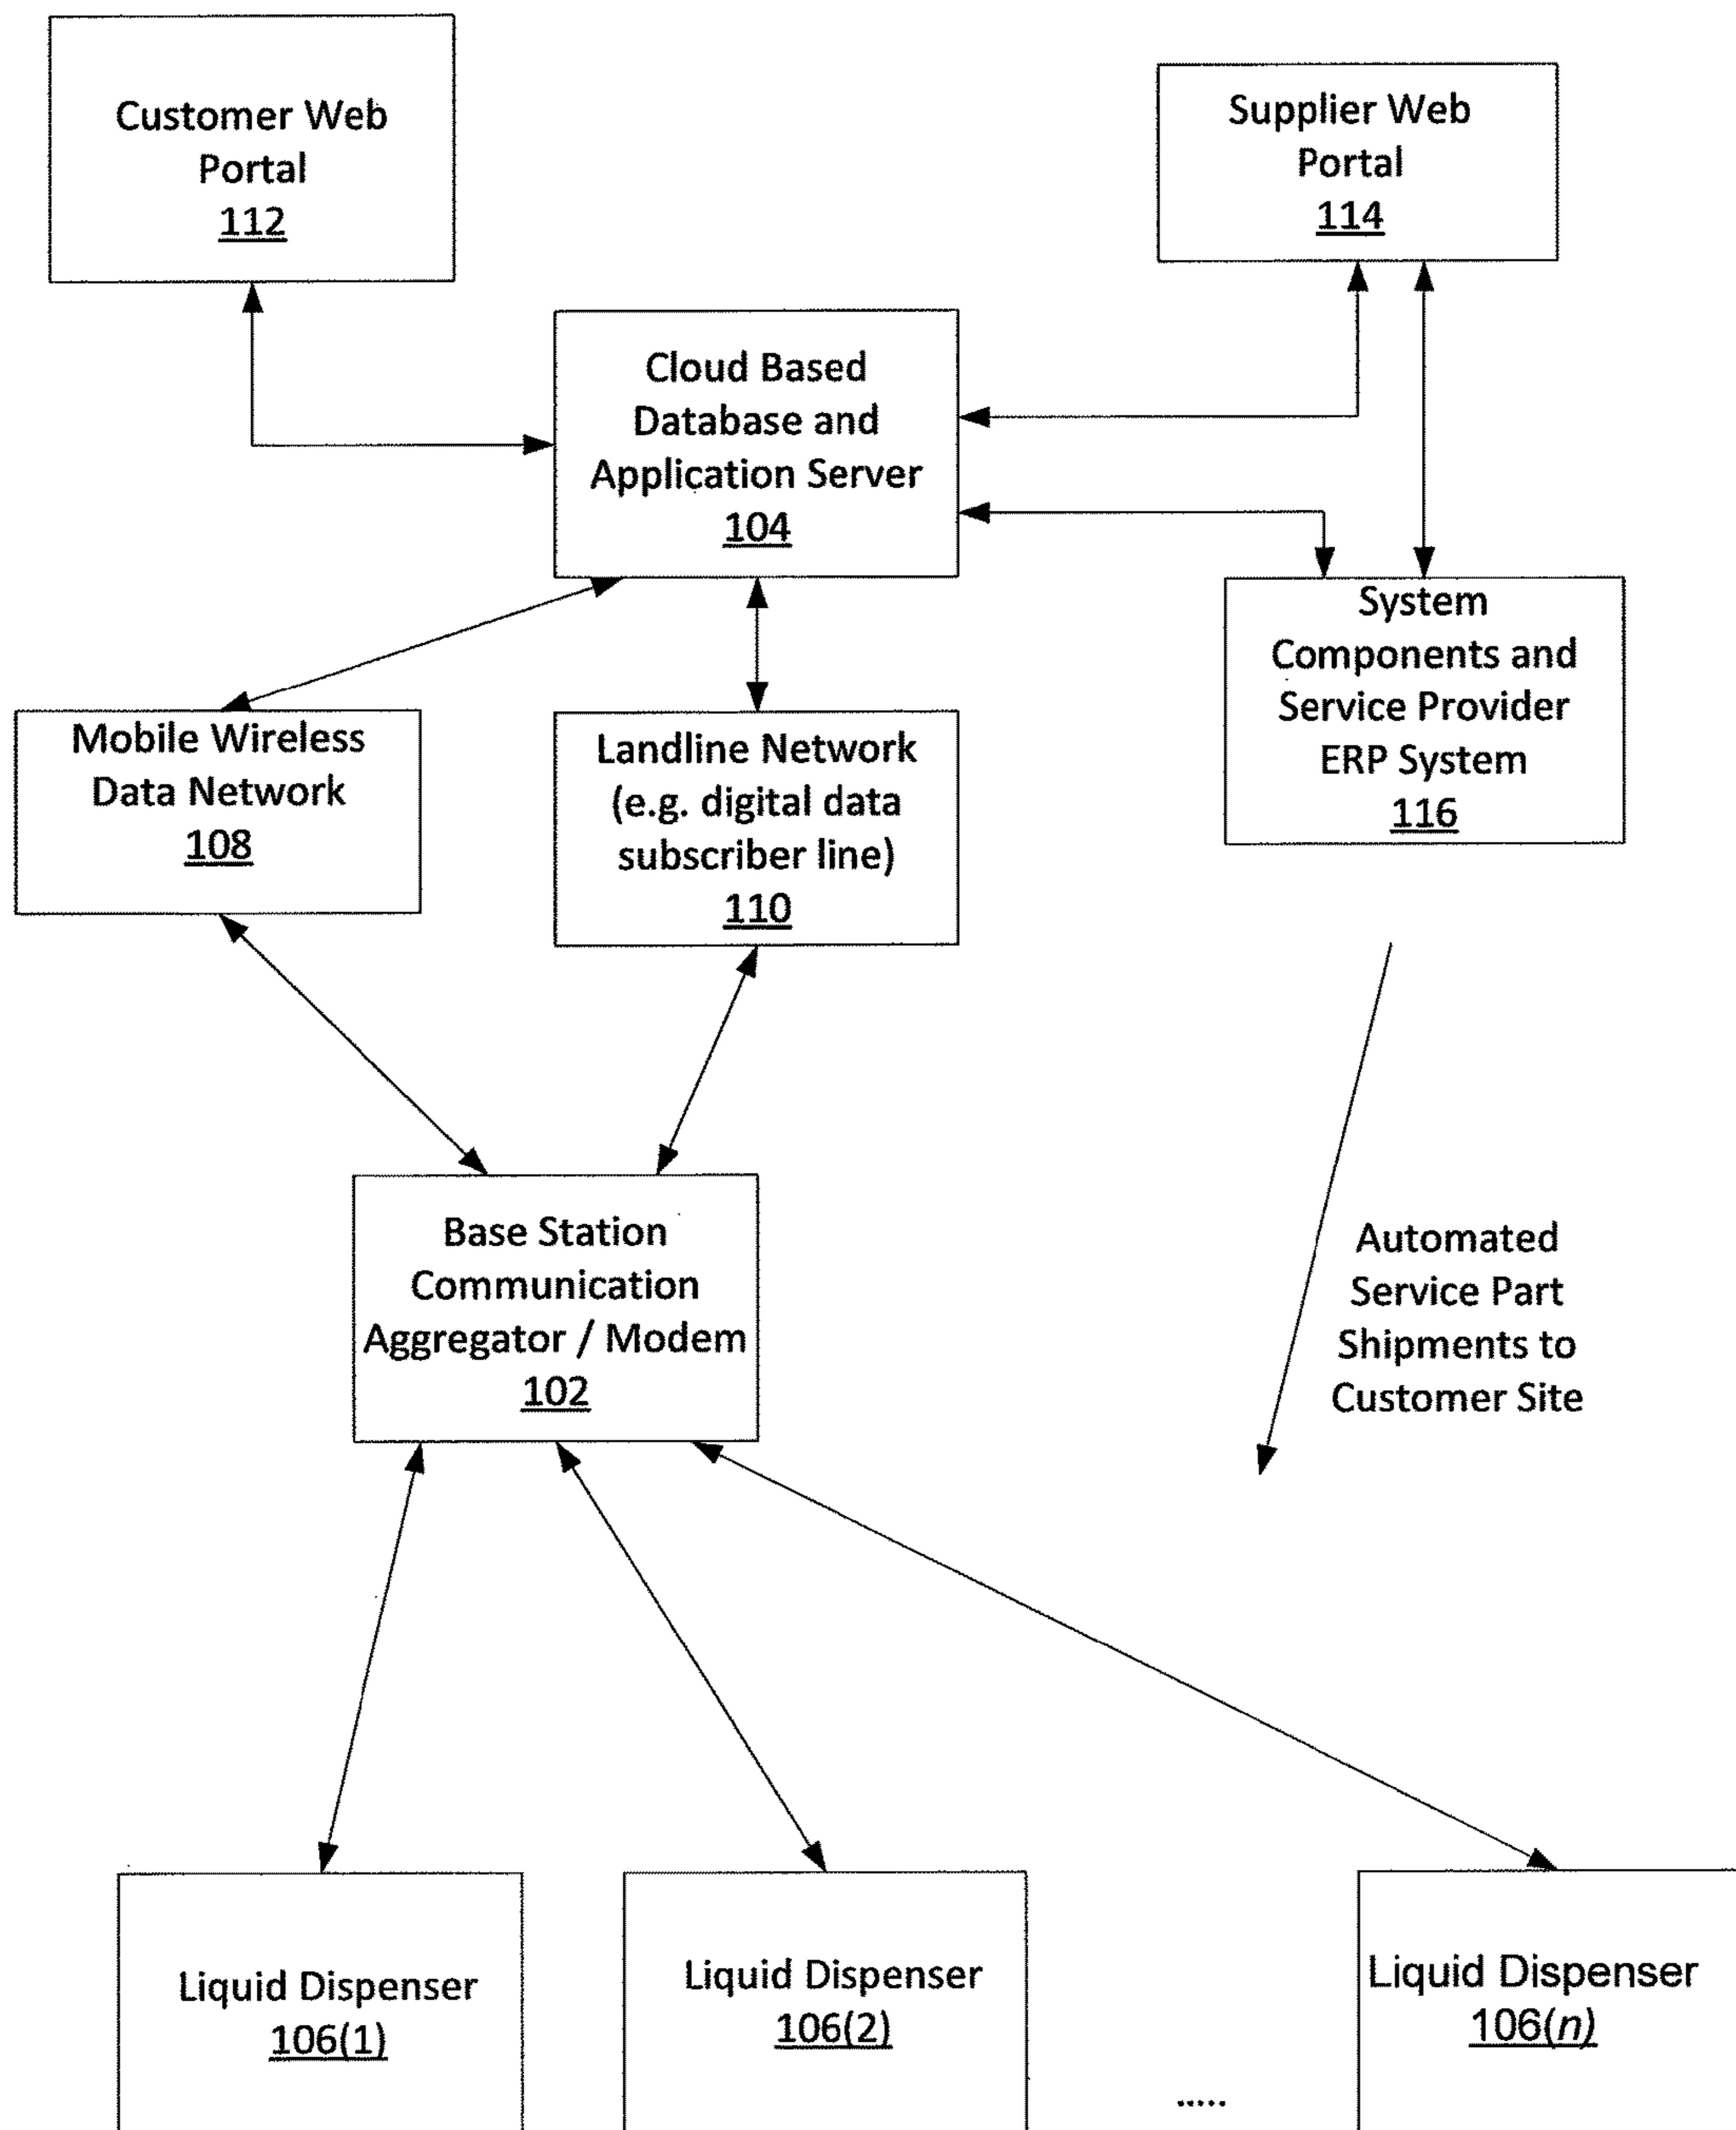 Customer Web
Portal
112
Supplier Web
Portal
114
Cloud Based
Database and
Application Server
104
System
Components and
Service Provider
ERP System
116
Mobile Wireless
Data Network
108
Landline Network
(e.g. digital data
subscriber line)
110
Base Station
Communication
Aggregator / Modem
102
Automated
Service Part
Shipments to
Customer Site
Liquid Dispenser
106(1)
Liquid Dispenser
106(2)
.....
Liquid Dispenser
106(n)